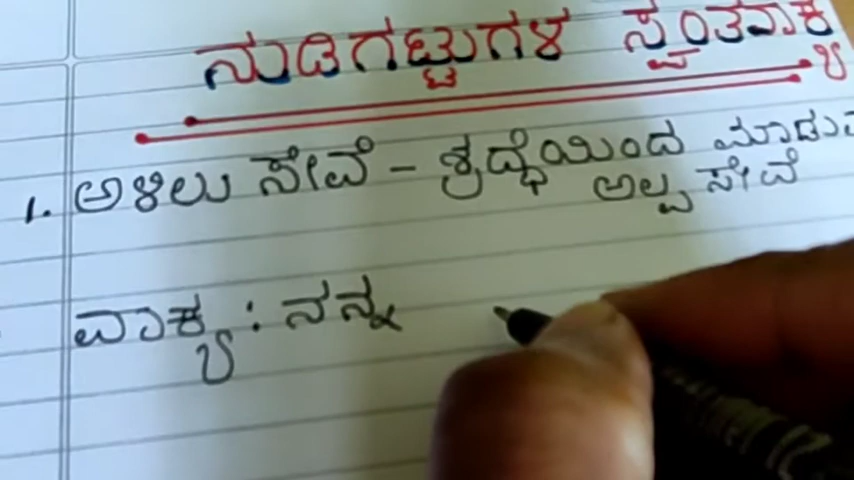 ನುಡಿಗಟ್ಟುಗಳ ಸ್ವಂತವಾಕ್ಯ
1. ಅಳಿಲು ಸೇವೆ - ಶ್ರದ್ಧೆಯಿಂದ
ಅಲ್ಪ ಸೇವೆ
ವಾಕ್ಯ : ನನ್ನ